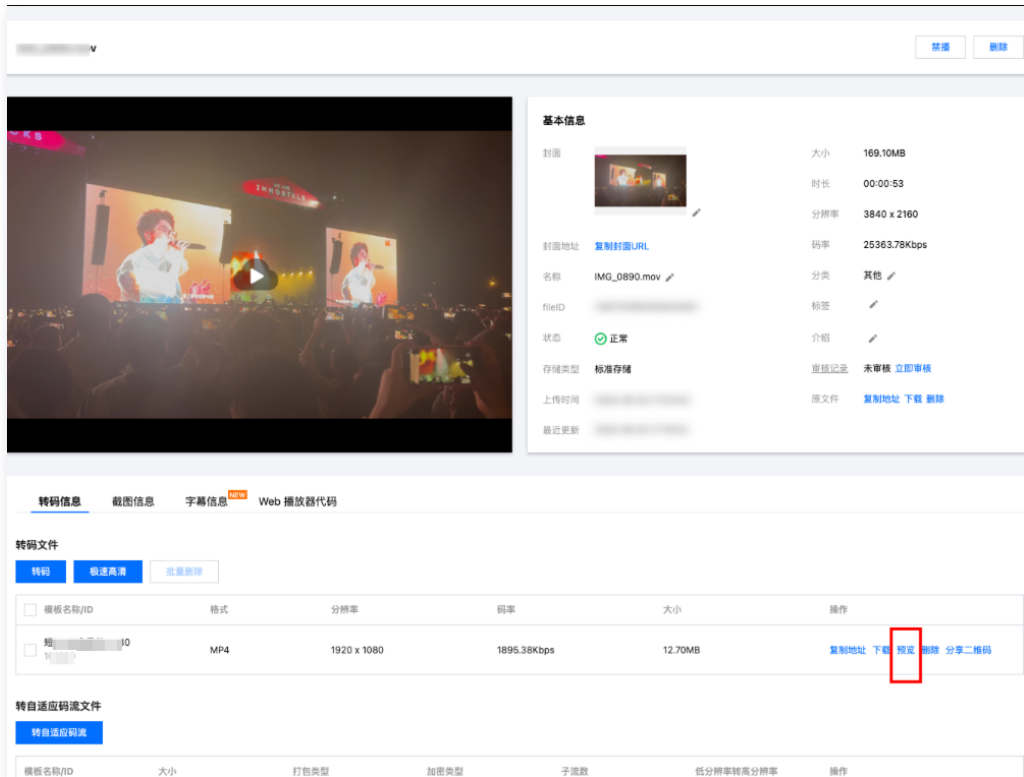 禁播 删除
CKS
WE ARE
IMMORTALS
基本信息
封面
大小 169.10MB
时长 00:00:53
分辨率 3840 x 2160
封面地址 复制封面URL
码率 25363.78Kbps
名称 IMG_0890.mov
分类 其他
fileID
标签
状态 正常
介绍
存储类型 标准存储
审核记录 未审核 立即审核
上传时间
原文件 复制地址 下载 删除
最近更新
转码信息 截图信息 字幕信息 NEW Web 播放器代码
转码文件
转码 极速高清 批量删除
模板名称/ID 格式 分辨率 码率 大小 操作
短
MP4 1920 x 1080 1895.38Kbps 12.70MB 复制地址 下载 预览 删除 分享二维码
转自适应码流文件
转自适应码流
模板名称/ID 大小 打包类型 加密类型 子流数 低分辨率转高分辨率 操作